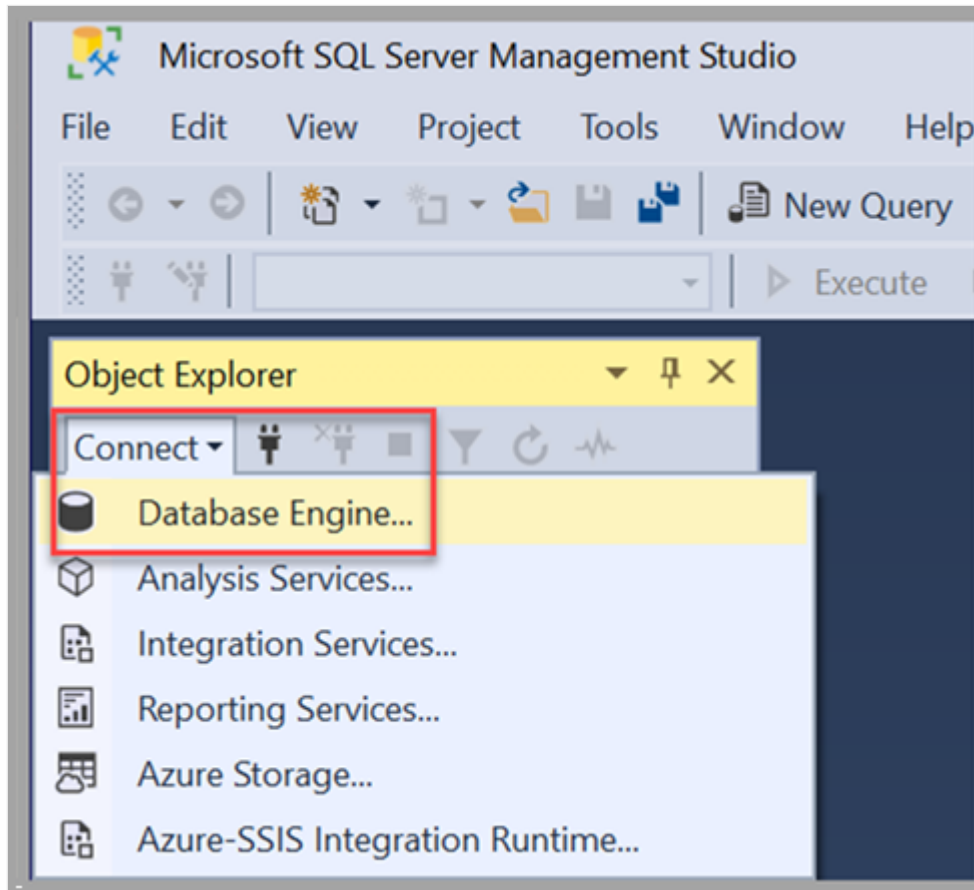 Microsoft SQL Server Management Studio
File Edit View Project Tools Window Help
New Query
Execute
Object Explorer
Connect
Database Engine...
Analysis Services...
Integration Services...
Reporting Services...
Azure Storage...
Azure-SSIS Integration Runtime...